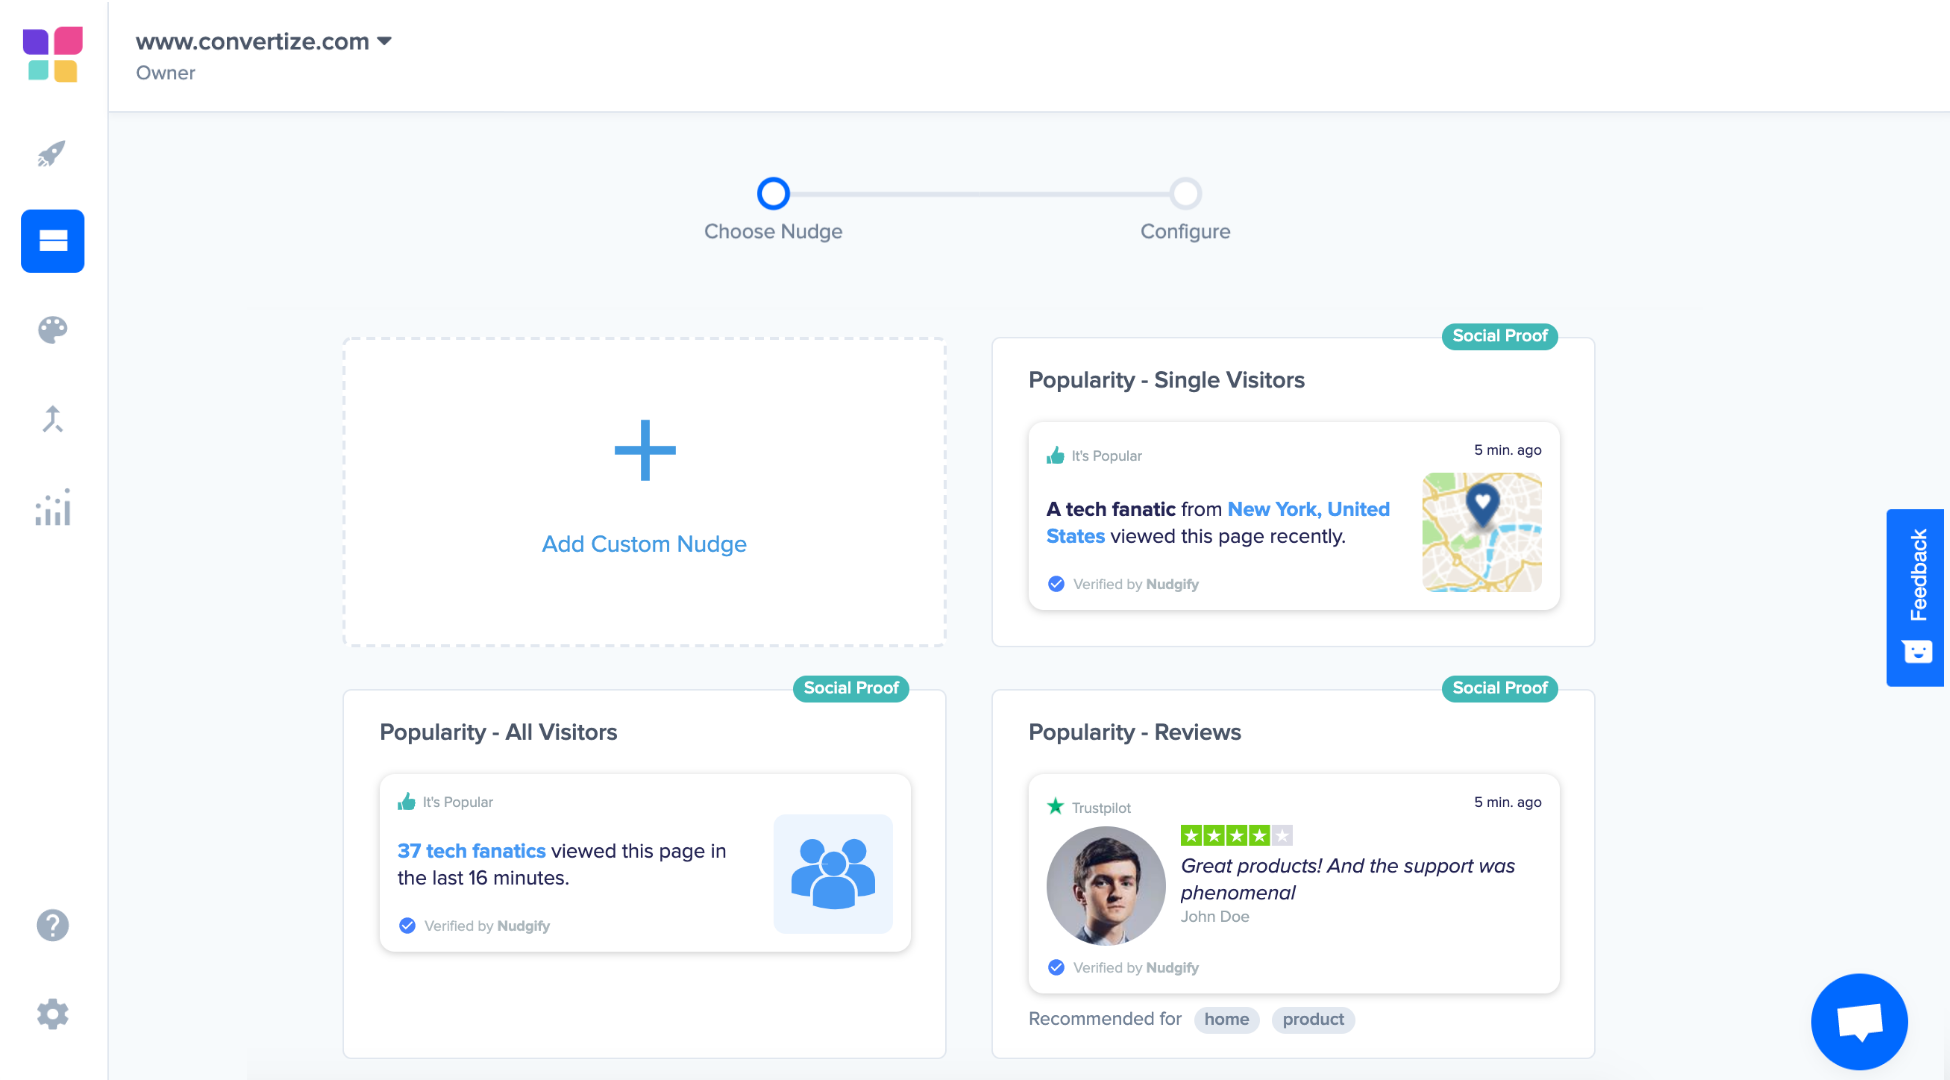 www.convertize.com
Owner
Choose Nudge
Configure
Add Custom Nudge
Social Proof
Popularity - Single Visitors
It's Popular
5 min. ago
A tech fanatic from New York, United
States viewed this page recently.
Verified by Nudgify
Social Proof
Popularity - All Visitors
It's Popular
37 tech fanatics viewed this page in
the last 16 minutes.
Verified by Nudgify
Social Proof
Popularity - Reviews
Trustpilot
5 min. ago
Great products! And the support was
phenomenal
John Doe
Verified by Nudgify
Recommended for home product
Feedback